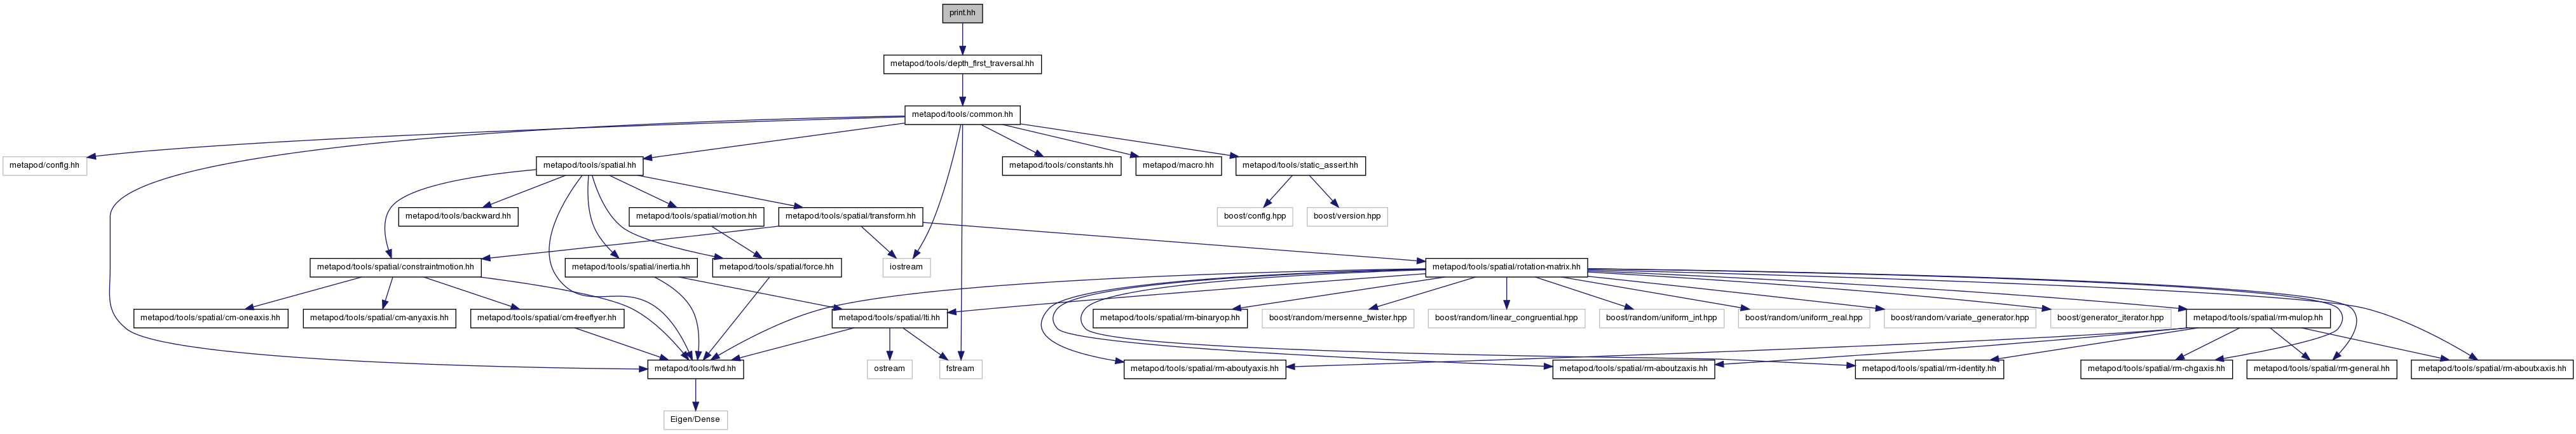 print.hh
metapod/tools/depth_first_traversal.hh
metapod/tools/common.hh
metapod/config.hh
metapod/tools/spatial.hh
metapod/tools/constants.hh
metapod/macro.hh
metapod/tools/static_assert.hh
metapod/tools/backward.hh
metapod/tools/spatial/motion.hh
metapod/tools/spatial/transform.hh
boost/config.hpp
boost/version.hpp
metapod/tools/spatial/constraintmotion.hh
metapod/tools/spatial/inertia.hh
metapod/tools/spatial/force.hh
iostream
metapod/tools/spatial/rotation-matrix.hh
metapod/tools/spatial/cm-oneaxis.hh
metapod/tools/spatial/cm-anyaxis.hh
metapod/tools/spatial/cm-freeflyer.hh
metapod/tools/spatial/lti.hh
metapod/tools/spatial/rm-binaryop.hh
boost/random/mersenne_twister.hpp
boost/random/linear_congruential.hpp
boost/random/uniform_int.hpp
boost/random/uniform_real.hpp
boost/random/variate_generator.hpp
boost/generator_iterator.hpp
metapod/tools/spatial/rm-mulop.hh
metapod/tools/fwd.hh
ostream
fstream
metapod/tools/spatial/rm-aboutyaxis.hh
metapod/tools/spatial/rm-aboutzaxis.hh
metapod/tools/spatial/rm-identity.hh
metapod/tools/spatial/rm-chgaxis.hh
metapod/tools/spatial/rm-general.hh
metapod/tools/spatial/rm-aboutxaxis.hh
Eigen/Dense